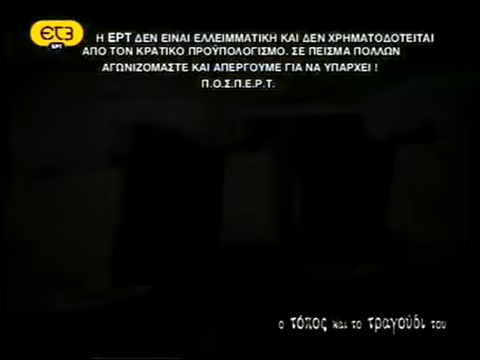 ET3
ΕΡΤ
Η ΕΡΤ ΔΕΝ ΕΙΝΑΙ ΕΛΛΕΙΜΜΑΤΙΚΗ ΚΑΙ ΔΕΝ ΧΡΗΜΑΤΟΔΟΤΕΙΤΑΙ
ΑΠΟ ΤΟΝ ΚΡΑΤΙΚΟ ΠΡΟΫΠΟΛΟΓΙΣΜΟ. ΣΕ ΠΕΙΣΜΑ ΠΟΛΛΩΝ
ΑΓΩΝΙΖΟΜΑΣΤΕ ΚΑΙ ΑΠΕΡΓΟΥΜΕ ΓΙΑ ΝΑ ΥΠΑΡΧΕΙ !
Π.Ο.Σ.Π.Ε.Ρ.Τ.
ο τόπος και το τραγούδι του